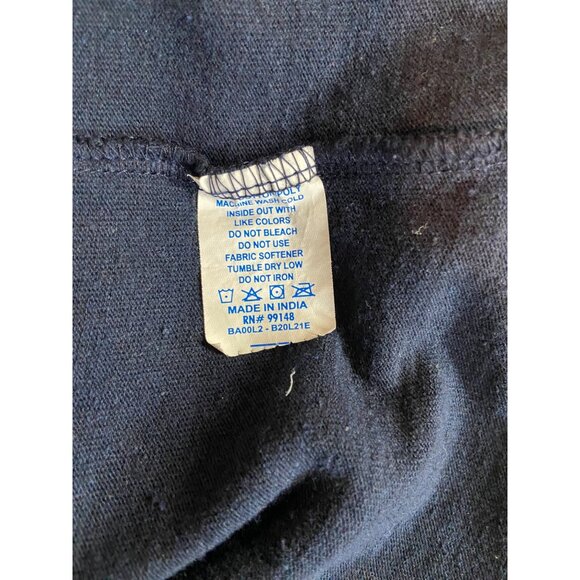 MACHINE WASH COLD
INSIDE OUT WITH
LIKE COLORS
DO NOT BLEACH
DO NOT USE
FABRIC SOFTENER
TUMBLE DRY LOW
DO NOT IRON
MADE IN INDIA
RN# 99148
BA00L2 - B20L21E